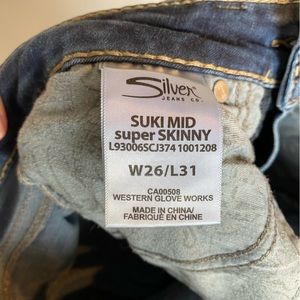 Silver
JEANS CO.
SUKI MID
super SKINNY
L93006SCJ374 1001208
W26/L31
CA00508
WESTERN GLOVE WORKS
MADE IN CHINA/
FABRIQUÉ EN CHINE